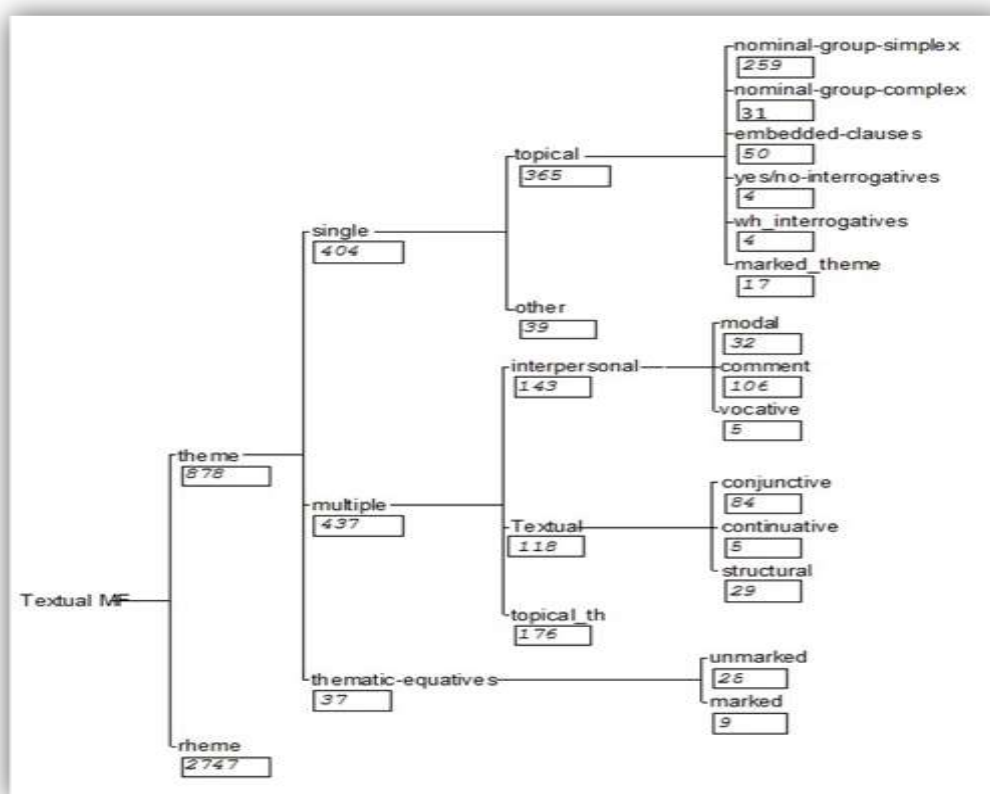 nominal-group-simplex
259
nominal-group-complex
31
embedded-clauses
50
topical
365
yes/no-interrogatives
4
wh_interrogatives
4
single
404
marked_theme
17
other
39
modal
32
interpersonal
143
comment
106
vocative
5
theme
878
conjunctive
84
multiple
437
Textual
118
continuative
5
structural
29
Textual MF
topical_th
176
unmarked
25
thematic-equatives
37
marked
9
rheme
2747